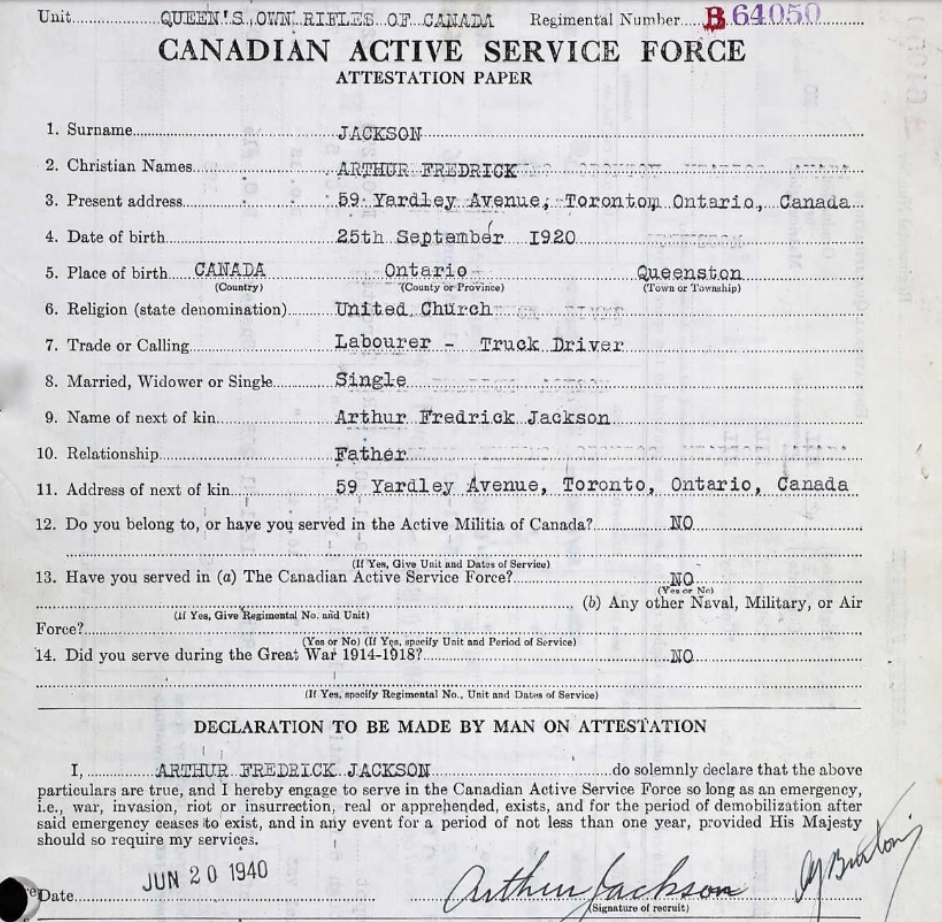 Unit QUEEN'S OWN RIFLES OF CANADA Regimental Number B 64050
CANADIAN ACTIVE SERVICE FORCE
ATTESTATION PAPER
1. Surname JACKSON
2. Christian Names ARTHUR FREDRICK
3. Present address 59 Yardley Avenue, Torontom Ontario, Canada
4. Date of birth 25th September 1920
5. Place of birth CANADA Ontario Queenston
(Country) (County or Province) (Town or Township)
6. Religion (state denomination) United Church
7. Trade or Calling Labourer - Truck Driver
8. Married, Widower or Single Single
9. Name of next of kin Arthur Fredrick Jackson
10. Relationship Father
11. Address of next of kin 59 Yardley Avenue, Toronto, Ontario, Canada
12. Do you belong to, or have you served in the Active Militia of Canada? NO
(If Yes, Give Unit and Dates of Service)
13. Have you served in (a) The Canadian Active Service Force? NO
(Yes or No)
(b) Any other Naval, Military, or Air
(If Yes, Give Regimental No. and Unit)
Force?
(Yes or No) (If Yes, specify Unit and Period of Service)
14. Did you serve during the Great War 1914-1918? NO
(If Yes, specify Regimental No., Unit and Dates of Service)
DECLARATION TO BE MADE BY MAN ON ATTESTATION
I, ARTHUR FREDRICK JACKSON do solemnly declare that the above
particulars are true, and I hereby engage to serve in the Canadian Active Service Force so long as an emergency,
i.e., war, invasion, riot or insurrection, real or apprehended, exists, and for the period of demobilization after
said emergency ceases to exist, and in any event for a period of not less than one year, provided His Majesty
should so require my services.
Date JUN 20 1940 Arthur Jackson
(Signature of recruit)